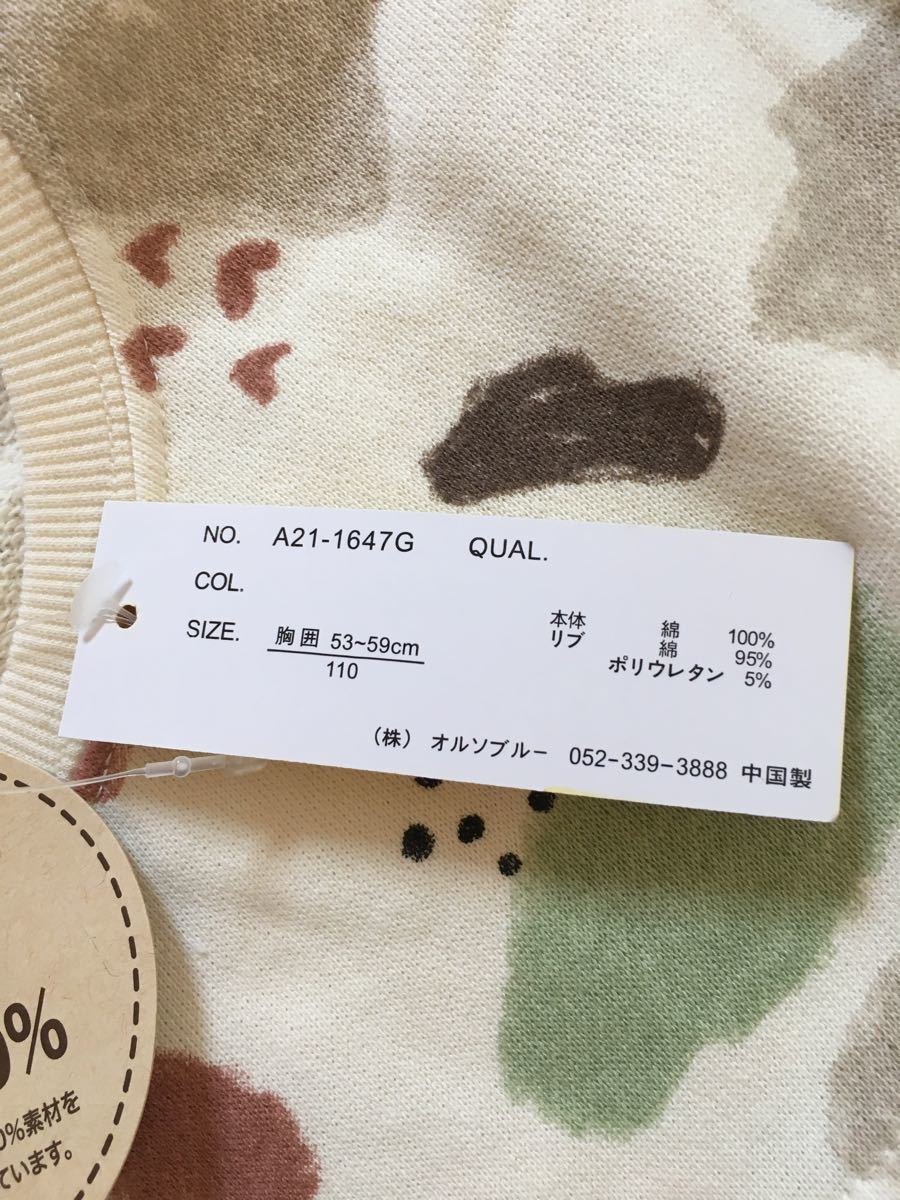 NO. A21-1647G QUAL.
COL.
SIZE. 胸囲 53~59cm
110
本体 綿 100%
リブ 綿 95%
ポリウレタン 5%
(株) オルソブルー 052-339-3888 中国製
0%
0%素材を
ています。